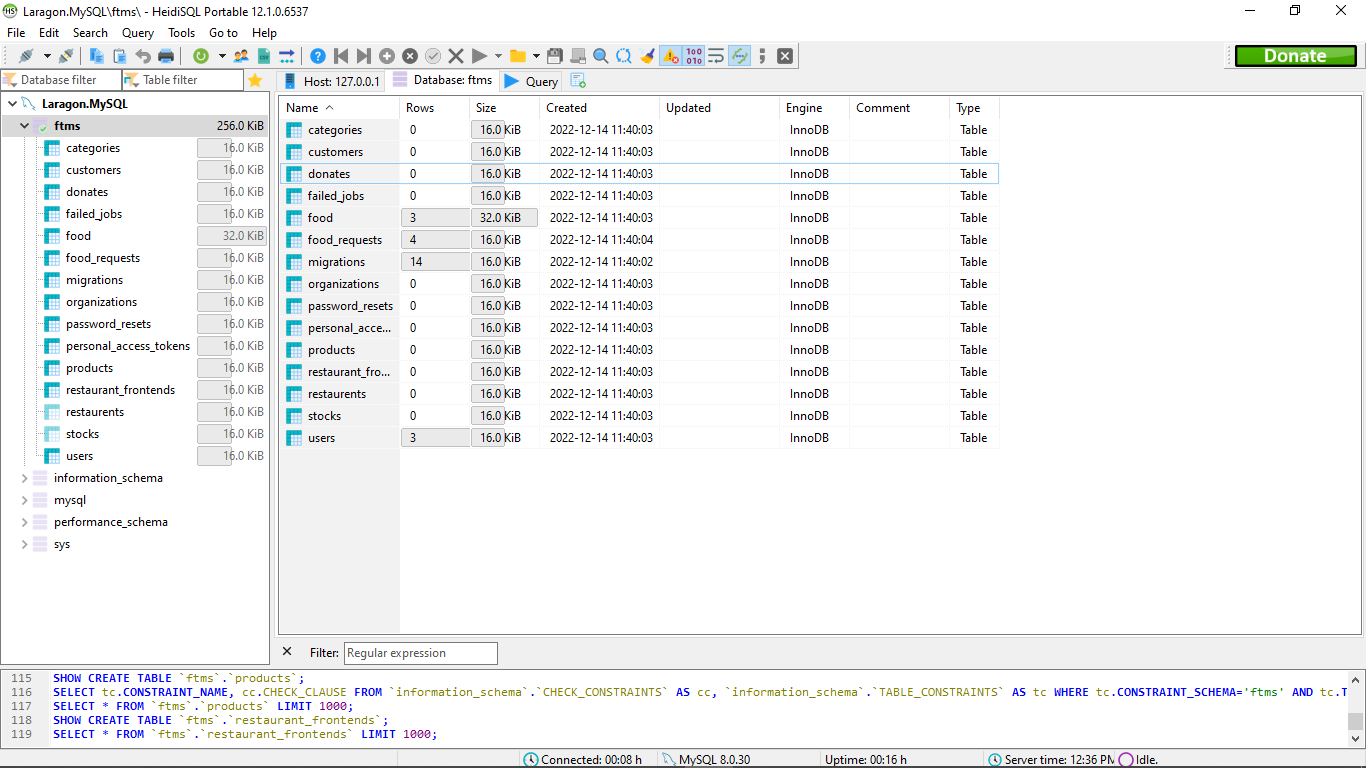 Laragon.MySQL\ftms\ - HeidiSQL Portable 12.1.0.6537
File Edit Search Query Tools Go to Help
Donate
Database filter Table filter
Host: 127.0.0.1 Database: ftms Query
Laragon.MySQL
ftms 256.0 KiB
categories 16.0 KiB
customers 16.0 KiB
donates 16.0 KiB
failed_jobs 16.0 KiB
food 32.0 KiB
food_requests 16.0 KiB
migrations 16.0 KiB
organizations 16.0 KiB
password_resets 16.0 KiB
personal_access_tokens 16.0 KiB
products 16.0 KiB
restaurant_frontends 16.0 KiB
restaurents 16.0 KiB
stocks 16.0 KiB
users 16.0 KiB
information_schema
mysql
performance_schema
sys
Name Rows Size Created Updated Engine Comment Type
categories 0 16.0 KiB 2022-12-14 11:40:03 InnoDB Table
customers 0 16.0 KiB 2022-12-14 11:40:03 InnoDB Table
donates 0 16.0 KiB 2022-12-14 11:40:03 InnoDB Table
failed_jobs 0 16.0 KiB 2022-12-14 11:40:03 InnoDB Table
food 3 32.0 KiB 2022-12-14 11:40:03 InnoDB Table
food_requests 4 16.0 KiB 2022-12-14 11:40:04 InnoDB Table
migrations 14 16.0 KiB 2022-12-14 11:40:02 InnoDB Table
organizations 0 16.0 KiB 2022-12-14 11:40:03 InnoDB Table
password_resets 0 16.0 KiB 2022-12-14 11:40:03 InnoDB Table
personal_acce... 0 16.0 KiB 2022-12-14 11:40:03 InnoDB Table
products 0 16.0 KiB 2022-12-14 11:40:03 InnoDB Table
restaurant_fro... 0 16.0 KiB 2022-12-14 11:40:03 InnoDB Table
restaurents 0 16.0 KiB 2022-12-14 11:40:03 InnoDB Table
stocks 0 16.0 KiB 2022-12-14 11:40:03 InnoDB Table
users 3 16.0 KiB 2022-12-14 11:40:03 InnoDB Table
Filter: Regular expression
115 SHOW CREATE TABLE `ftms`.`products`;
116 SELECT tc.CONSTRAINT_NAME, cc.CHECK_CLAUSE FROM `information_schema`.`CHECK_CONSTRAINTS` AS cc, `information_schema`.`TABLE_CONSTRAINTS` AS tc WHERE tc.CONSTRAINT_SCHEMA='ftms' AND tc.T
117 SELECT * FROM `ftms`.`products` LIMIT 1000;
118 SHOW CREATE TABLE `ftms`.`restaurant_frontends`;
119 SELECT * FROM `ftms`.`restaurant_frontends` LIMIT 1000;
Connected: 00:08 h MySQL 8.0.30 Uptime: 00:16 h Server time: 12:36 PM Idle.